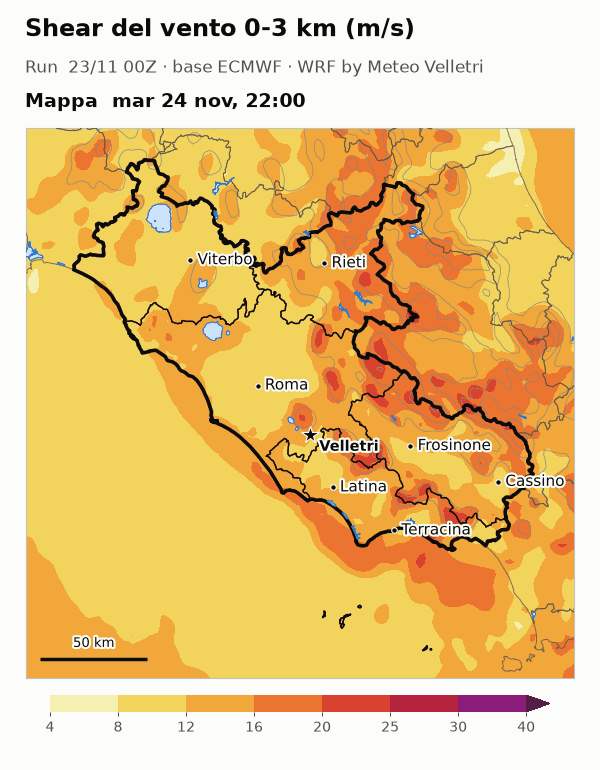 Shear del vento 0-3 km (m/s)
Run  23/11 00Z · base ECMWF · WRF by Meteo Velletri
Mappa  mar 24 nov, 22:00
Viterbo
Rieti
Roma
Velletri
Frosinone
Latina
Cassino
Terracina
50 km
4 8 12 16 20 25 30 40